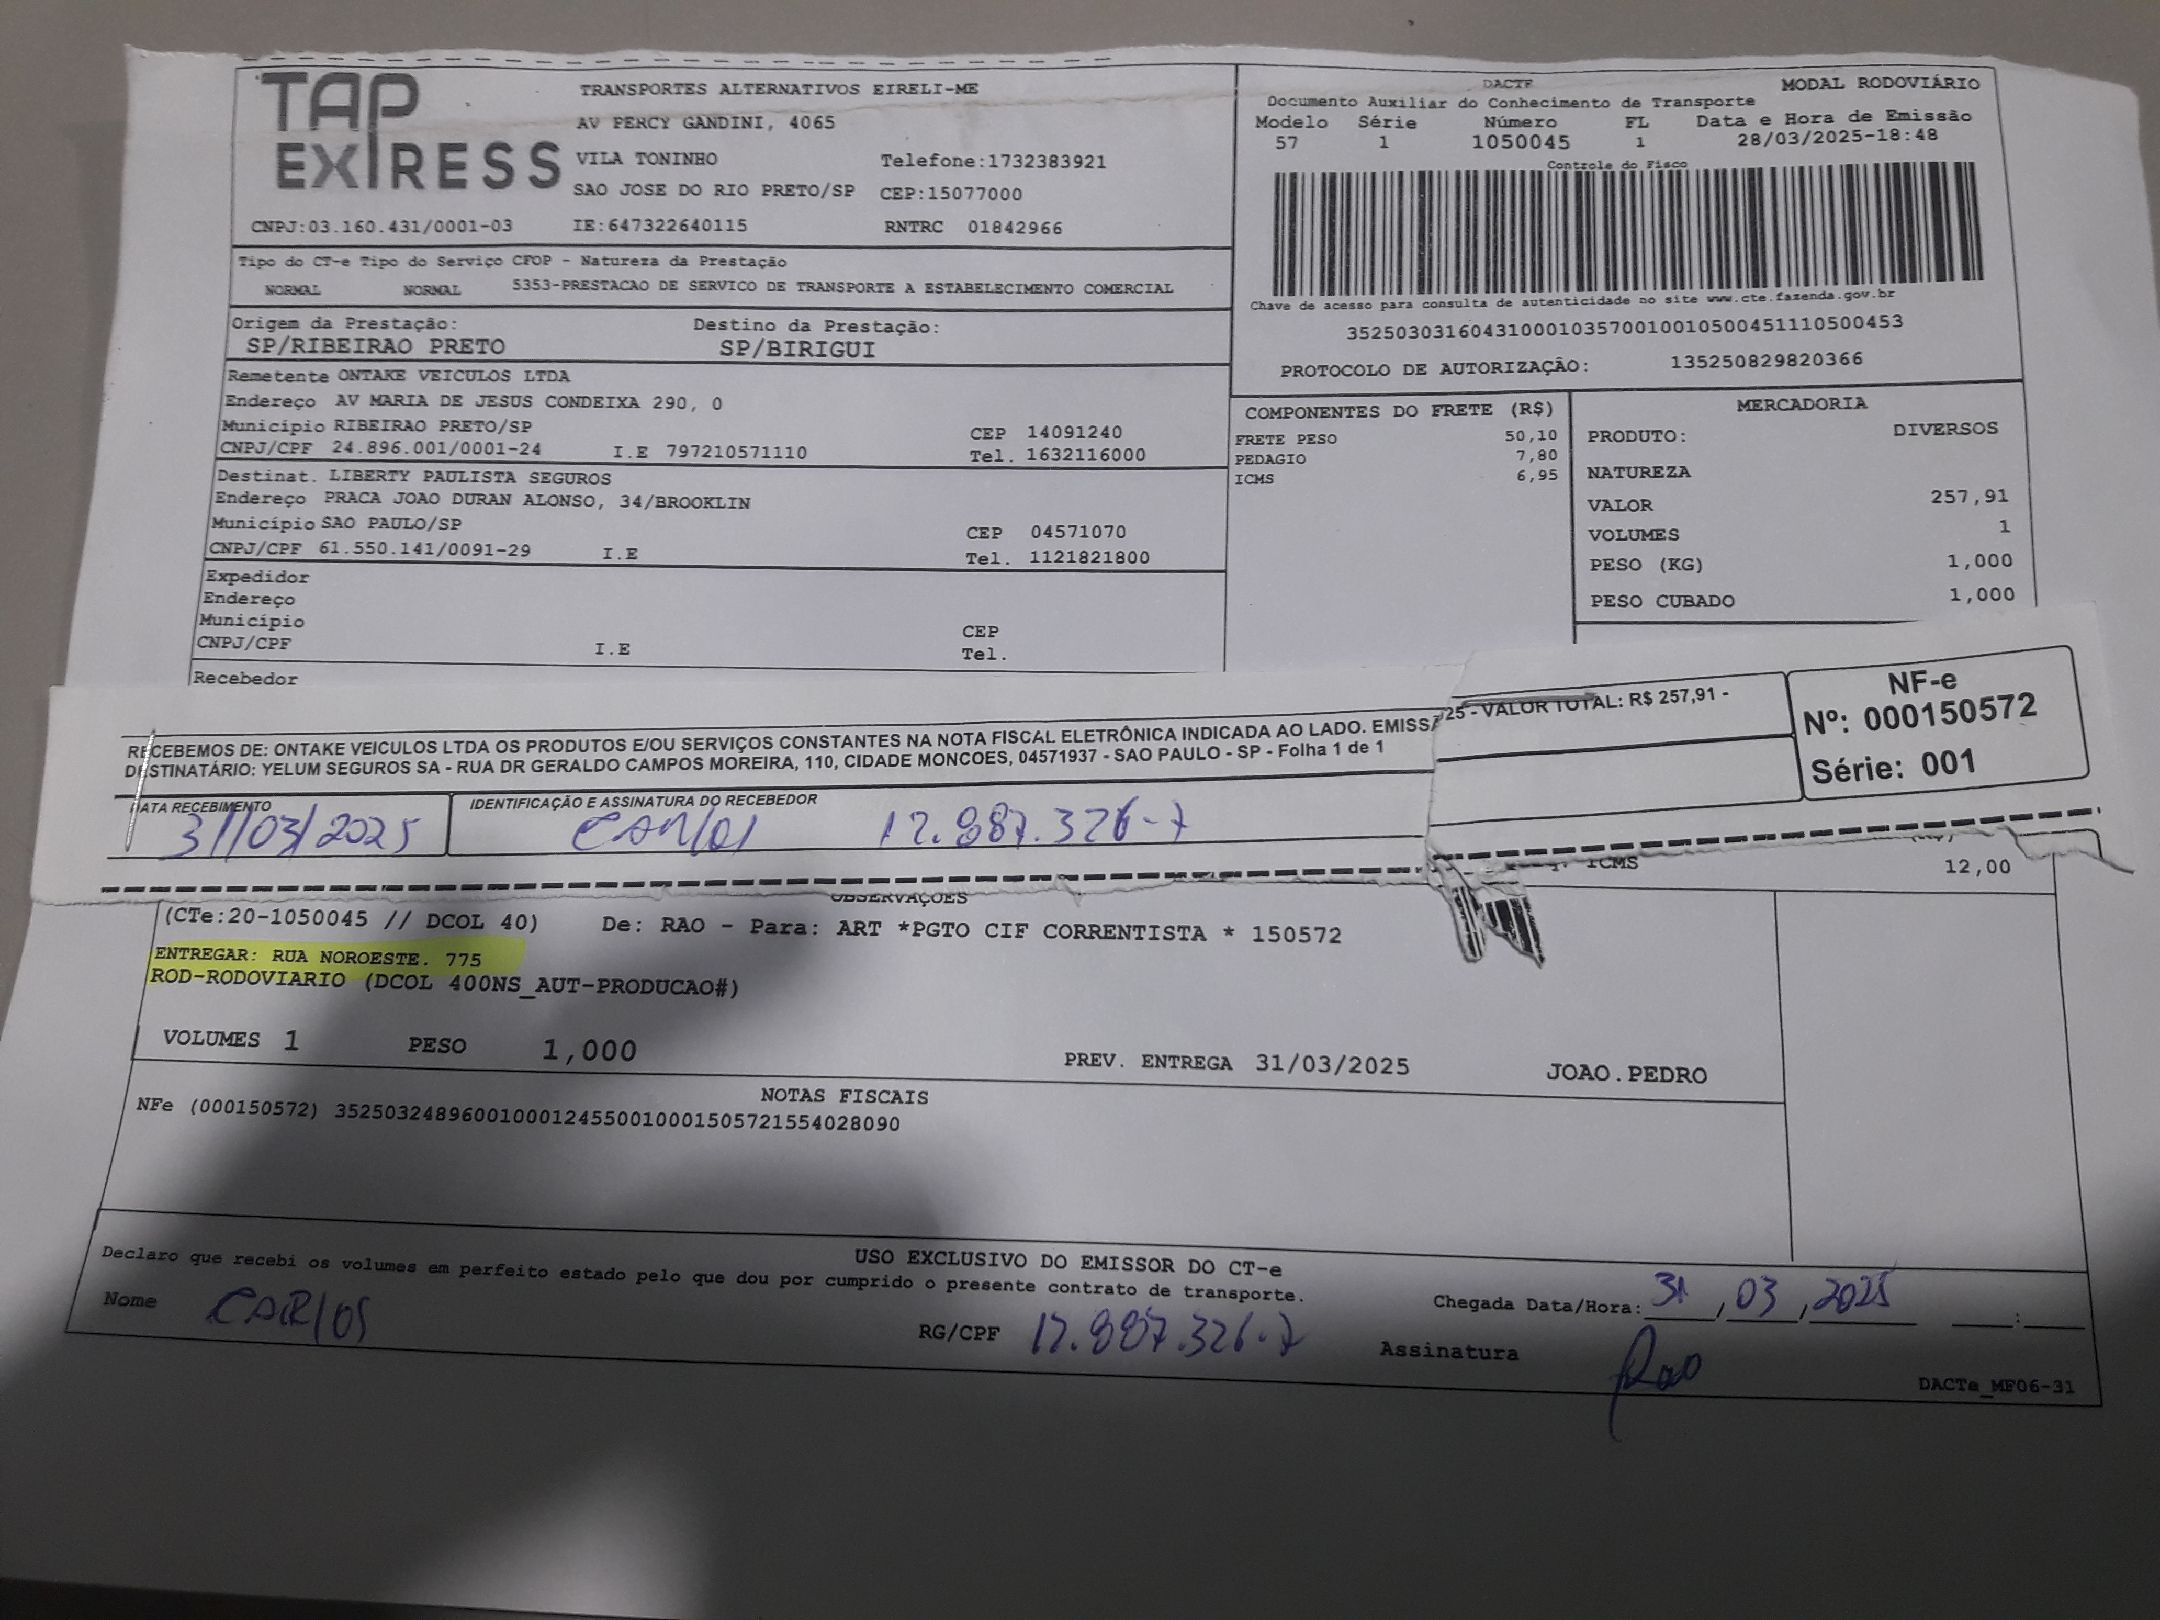 TAP EXPRESS
TRANSPORTES ALTERNATIVOS EIRELI-ME
AV PERCY GANDINI, 4065
VILA TONINHO Telefone:1732383921
SAO JOSE DO RIO PRETO/SP CEP:15077000
CNPJ:03.160.431/0001-03 IE:647322640115 RNTRC 01842966
DACTE MODAL RODOVIÁRIO
Documento Auxiliar do Conhecimento de Transporte
Modelo Série Número FL Data e Hora de Emissão
57 1 1050045 1 28/03/2025-18:48
Controle do Fisco
Chave de acesso para consulta de autenticidade no site www.cte.fazenda.gov.br
35250303160431000103570010010500451110500453
PROTOCOLO DE AUTORIZAÇÃO: 135250829820366
Tipo do CT-e Tipo do Serviço CFOP - Natureza da Prestação
NORMAL NORMAL 5353-PRESTACAO DE SERVICO DE TRANSPORTE A ESTABELECIMENTO COMERCIAL
Origem da Prestação: Destino da Prestação:
SP/RIBEIRAO PRETO SP/BIRIGUI
Remetente ONTAKE VEICULOS LTDA
Endereço AV MARIA DE JESUS CONDEIXA 290, 0
Município RIBEIRAO PRETO/SP CEP 14091240
CNPJ/CPF 24.896.001/0001-24 I.E 797210571110 Tel. 1632116000
Destinat. LIBERTY PAULISTA SEGUROS
Endereço PRACA JOAO DURAN ALONSO, 34/BROOKLIN
Município SAO PAULO/SP CEP 04571070
CNPJ/CPF 61.550.141/0091-29 I.E Tel. 1121821800
Expedidor
Endereço
Município CEP
CNPJ/CPF I.E Tel.
Recebedor
COMPONENTES DO FRETE (R$)
FRETE PESO 50,10
PEDAGIO 7,80
ICMS 6,95
MERCADORIA
PRODUTO: DIVERSOS
NATUREZA
VALOR 257,91
VOLUMES 1
PESO (KG) 1,000
PESO CUBADO 1,000
RECEBEMOS DE: ONTAKE VEICULOS LTDA OS PRODUTOS E/OU SERVIÇOS CONSTANTES NA NOTA FISCAL ELETRÔNICA INDICADA AO LADO. EMISSÃ 25 - VALOR TOTAL: R$ 257,91 -
DESTINATÁRIO: YELUM SEGUROS SA - RUA DR GERALDO CAMPOS MOREIRA, 110, CIDADE MONCOES, 04571937 - SAO PAULO - SP - Folha 1 de 1
NF-e
Nº: 000150572
Série: 001
DATA RECEBIMENTO IDENTIFICAÇÃO E ASSINATURA DO RECEBEDOR
31/03/2025 CARlos 17.887.326-7
ICMS 12,00
OBSERVAÇÕES
(CTe:20-1050045 // DCOL 40) De: RAO - Para: ART *PGTO CIF CORRENTISTA * 150572
ENTREGAR: RUA NOROESTE. 775
ROD-RODOVIARIO (DCOL 400NS_AUT-PRODUCAO#)
VOLUMES 1 PESO 1,000 PREV. ENTREGA 31/03/2025 JOAO.PEDRO
NOTAS FISCAIS
NFe (000150572) 35250324896001000124550010001505721554028090
USO EXCLUSIVO DO EMISSOR DO CT-e
Declaro que recebi os volumes em perfeito estado pelo que dou por cumprido o presente contrato de transporte.
Chegada Data/Hora: 31, 03, 2025 :
Nome CARlos RG/CPF 17.887.326-7 Assinatura
DACTe_MF06-31